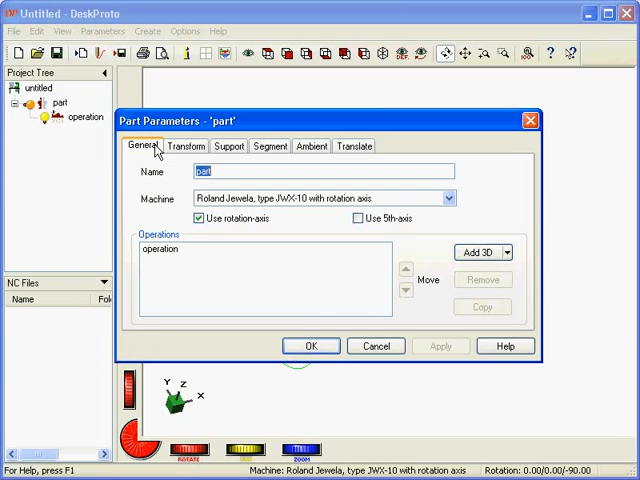 Untitled - DeskProto
File Edit View Parameters Create Options Help
Project Tree
untitled
part
operation
NC Files
Name Fol
Part Parameters - 'part'
General Transform Support Segment Ambient Translate
Name part
Machine Roland Jewela, type JWX-10 with rotation axis
Use rotation-axis Use 5th-axis
Operations
operation
Add 3D
Move Remove
Copy
OK Cancel Apply Help
Y Z X
ROTATE ZOOM
For Help, press F1 Machine: Roland Jewela, type JWX-10 with rotation axis Rotation: 0.00/0.00/-90.00